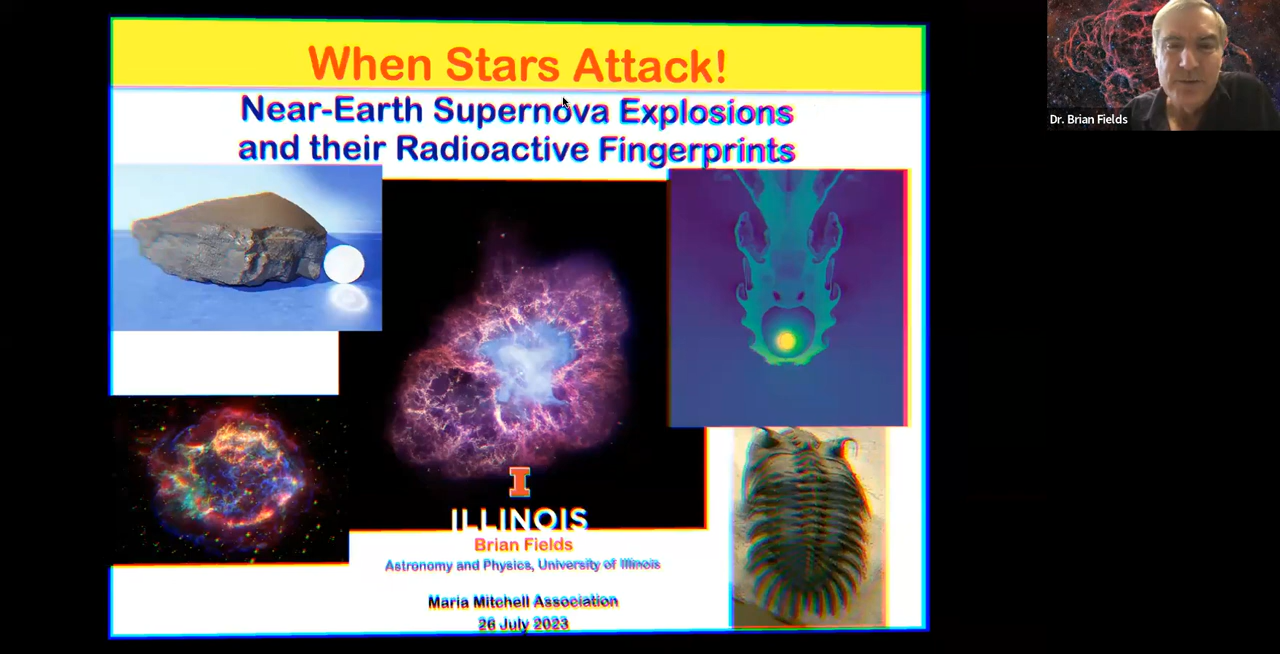 When Stars Attack!
Near-Earth Supernova Explosions
and their Radioactive Fingerprints
Dr. Brian Fields
I
ILLINOIS
Brian Fields
Astronomy and Physics, University of Illinois
Maria Mitchell Association
26 July 2023